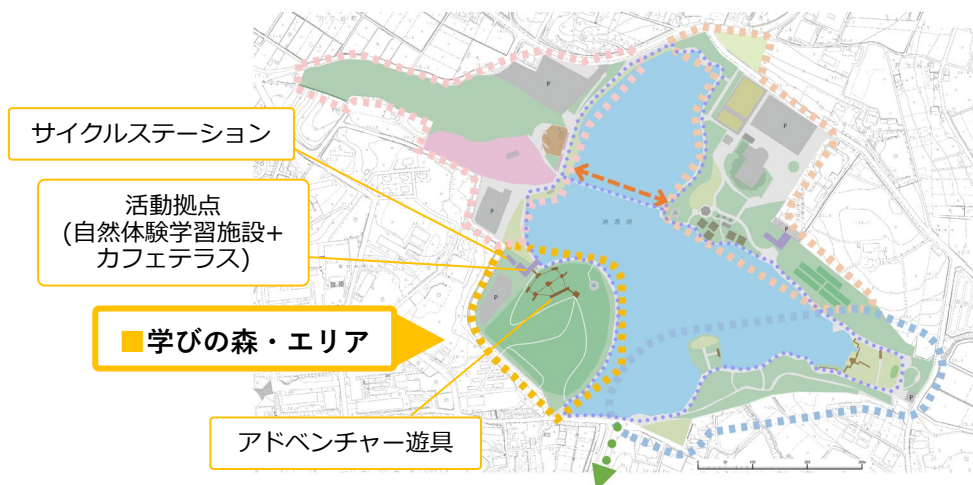 サイクルステーション
活動拠点
(自然体験学習施設+
カフェテラス)
■学びの森・エリア
アドベンチャー遊具
P
P
P
P
P
P